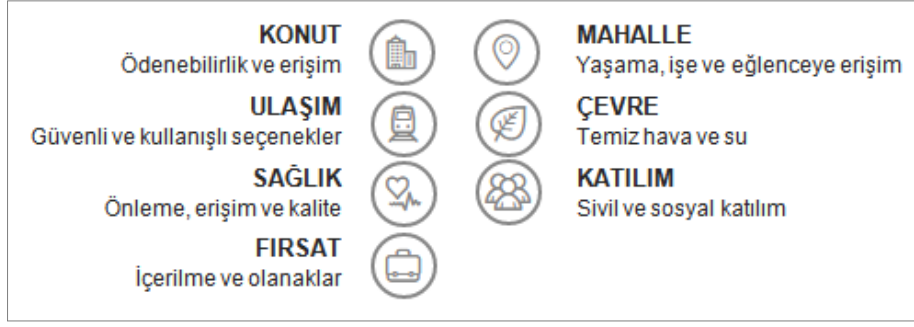 KONUT
Ödenebilirlik ve erişim
ULAŞIM
Güvenli ve kullanışlı seçenekler
SAĞLIK
Önleme, erişim ve kalite
FIRSAT
İçerilme ve olanaklar
MAHALLE
Yaşama, işe ve eğlenceye erişim
ÇEVRE
Temiz hava ve su
KATILIM
Sivil ve sosyal katılım